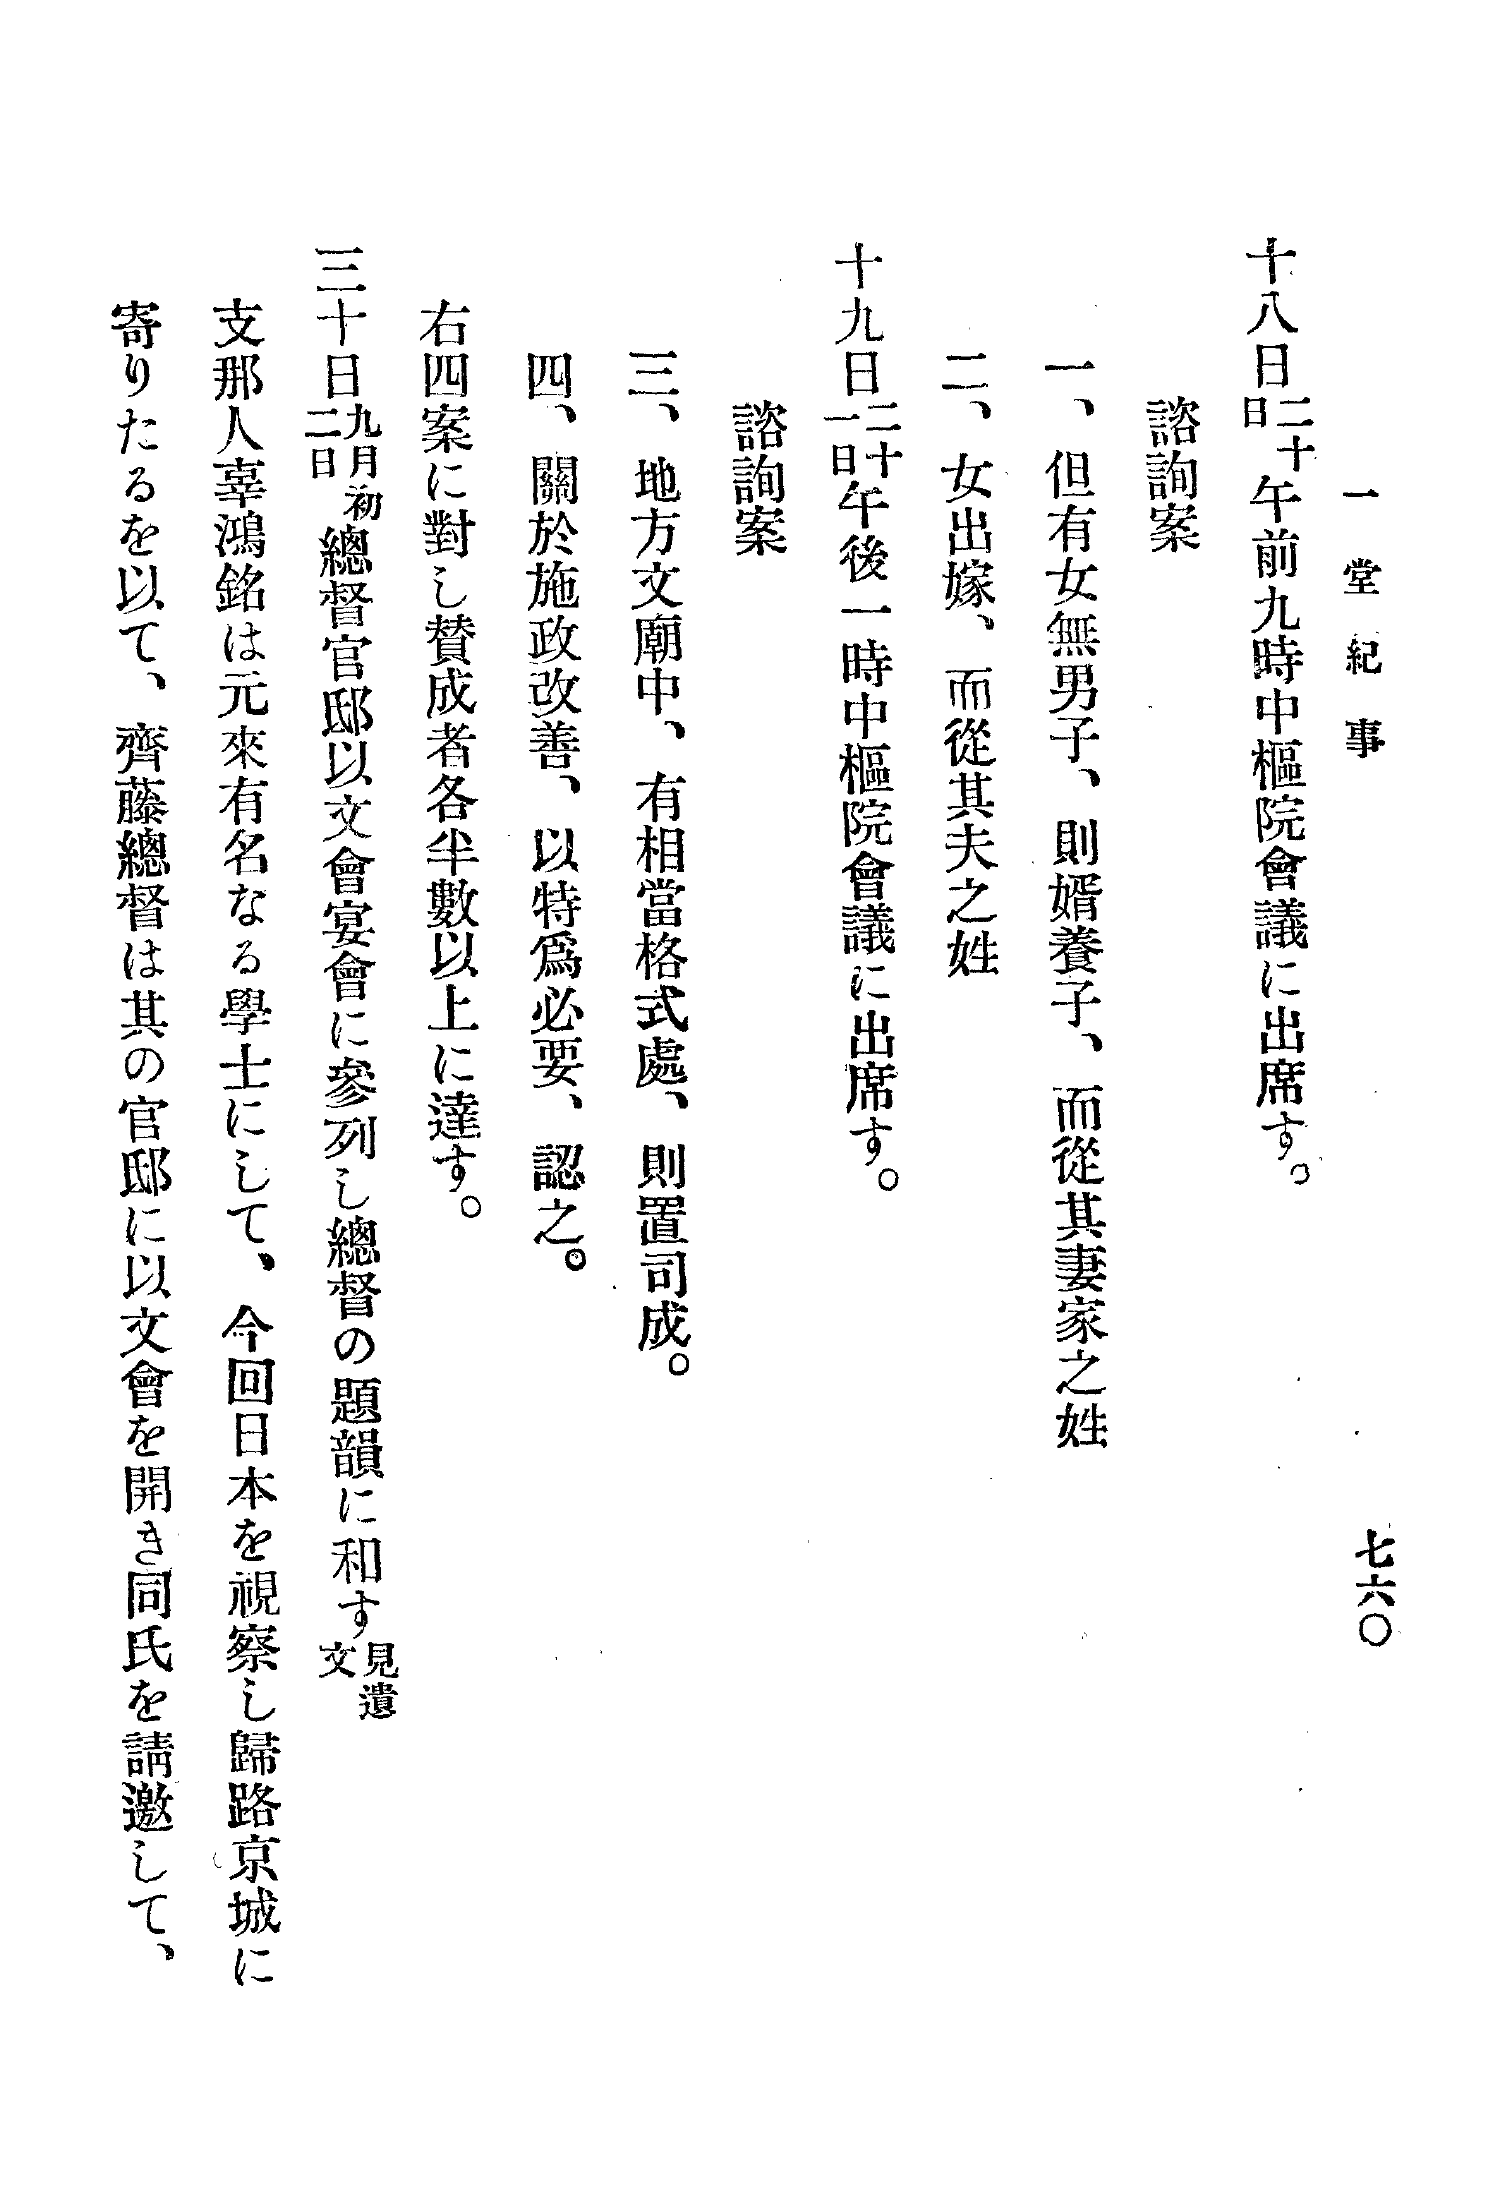 一堂紀事
七六〇
十八日二十日午前九時中樞院會議に出席す。
諮詢案
一、但有女無男子、則婿養子、而從其妻家之姓
二、女出嫁、而從其夫之姓
十九日二十一日午後一時中樞院會議に出席す。
諮詢案
三、地方文廟中、有相當格式處、則置司成。
四、關於施政改善、以特爲必要、認之。
右四案に對し賛成者各半數以上に達す。
三十日九月初二日總督官邸以文會宴會に參列し總督の題韻に和す見遺文
支那人辜鴻銘は元來有名なる學士にして、今回日本を視察し歸路京城に
寄りたるを以て、齊藤總督は其の官邸に以文會を開き同氏を請邀して、